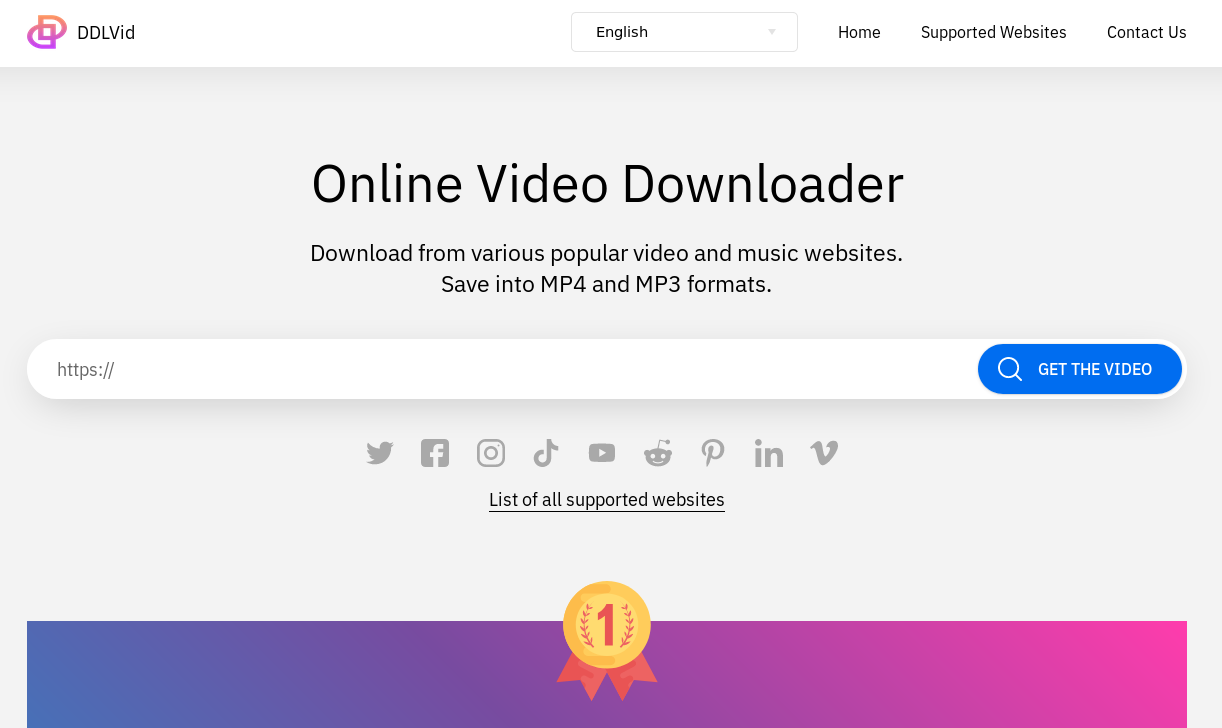 DDLVid
English
Home
Supported Websites
Contact Us
Online Video Downloader
Download from various popular video and music websites.
Save into MP4 and MP3 formats.
https://
GET THE VIDEO
List of all supported websites
1